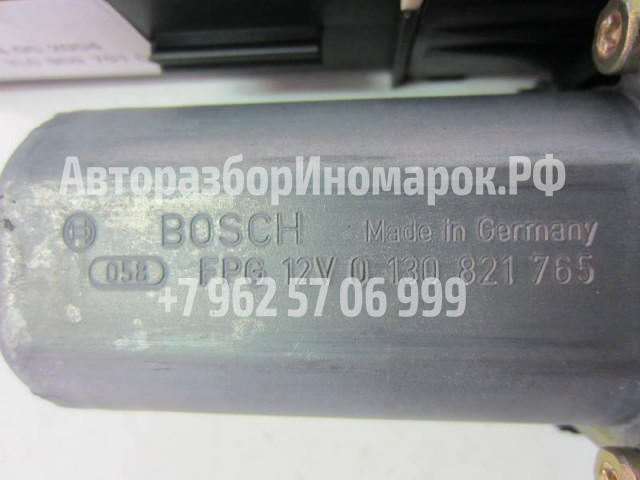 АвторазборИномарок.РФ
BOSCH Made in Germany
058 FPG 12V 0 130 821 765
+7 962 57 06 999